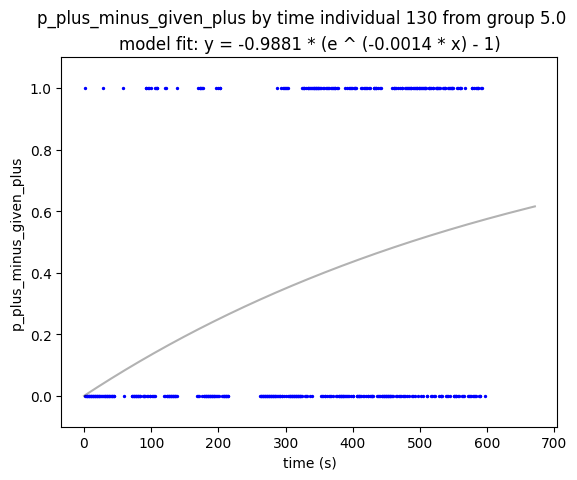 p_plus_minus_given_plus by time individual 130 from group 5.0
model fit: y = -0.9881 * (e ^ (-0.0014 * x) - 1)
1.0
0.8
0.6
0.4
0.2
0.0
p_plus_minus_given_plus
0 100 200 300 400 500 600 700
time (s)